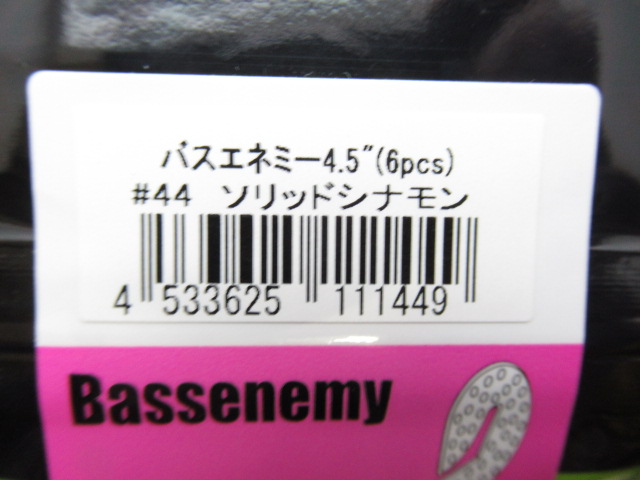 バスエネミー4.5"(6pcs)
#44 ソリッドシナモン
4 533625 111449
Bassenemy